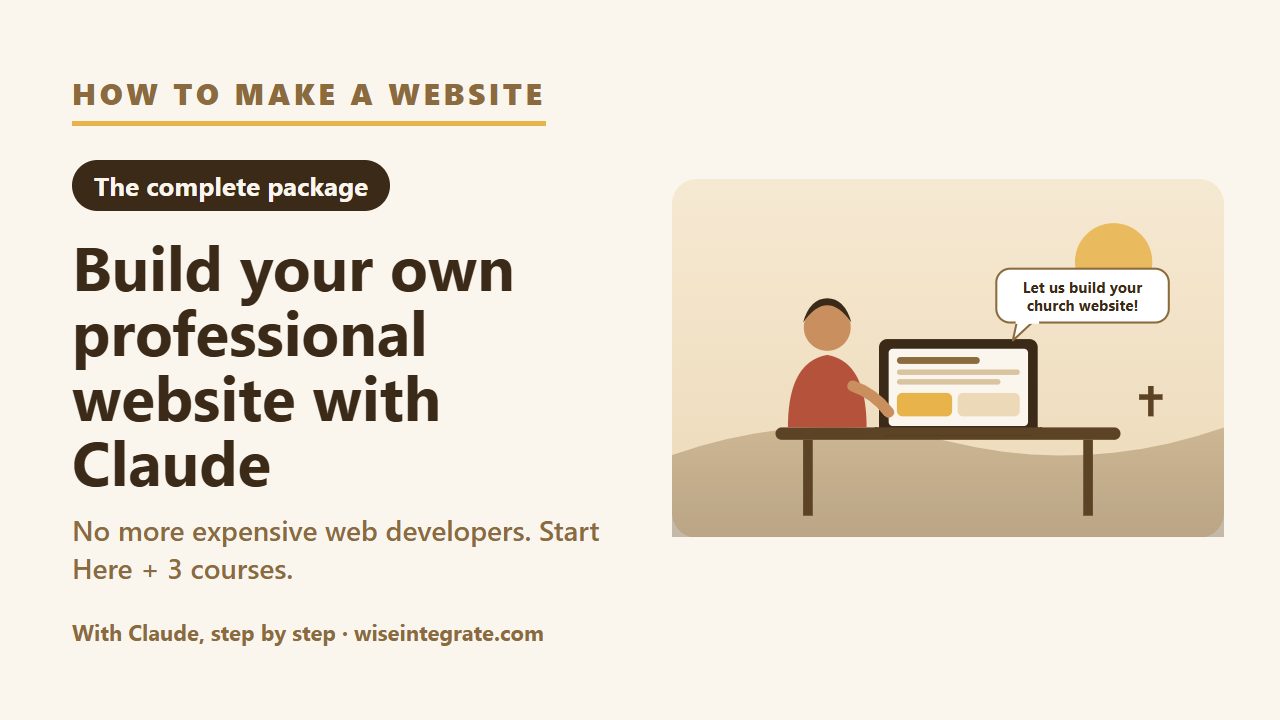 HOW TO MAKE A WEBSITE
The complete package
Build your own
professional
website with
Claude
No more expensive web developers. Start
Here + 3 courses.
With Claude, step by step · wiseintegrate.com
Let us build your
church website!